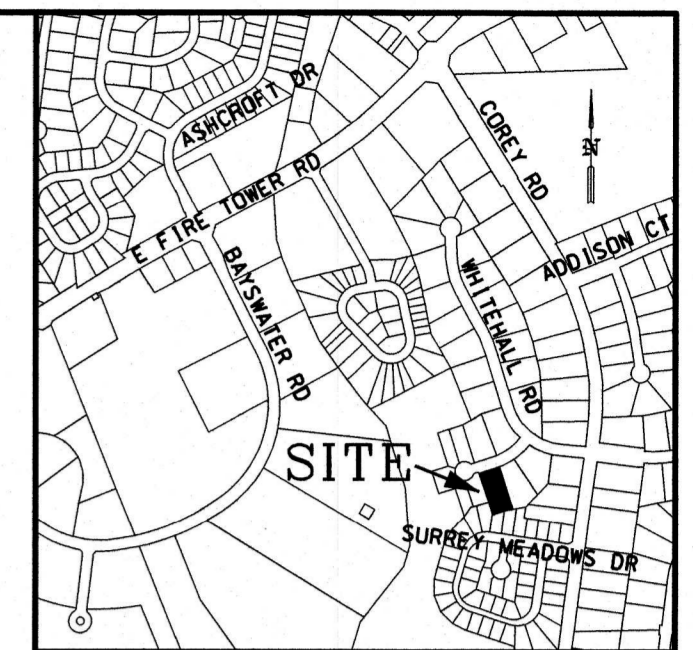 ASHCROFT DR
COREY RD
N
E FIRE TOWER RD
ADDISON CT
BAYSWATER RD
WHITEHALL RD
SITE
SURREY MEADOWS DR